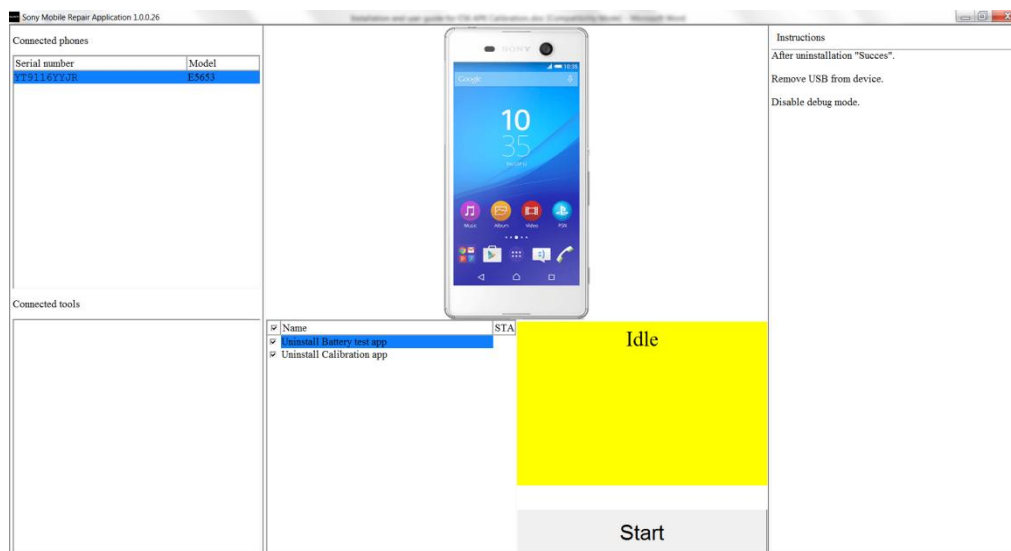 Sony Mobile Repair Application 1.0.0.26
Connected phones
Serial number Model
YT9116YYJR E5653
Connected tools
SONY
10:35
Google
10
35
Music Album Video PSN
Name STA
Uninstall Battery test app
Uninstall Calibration app
Idle
Start
Instructions
After uninstallation "Succes".
Remove USB from device.
Disable debug mode.